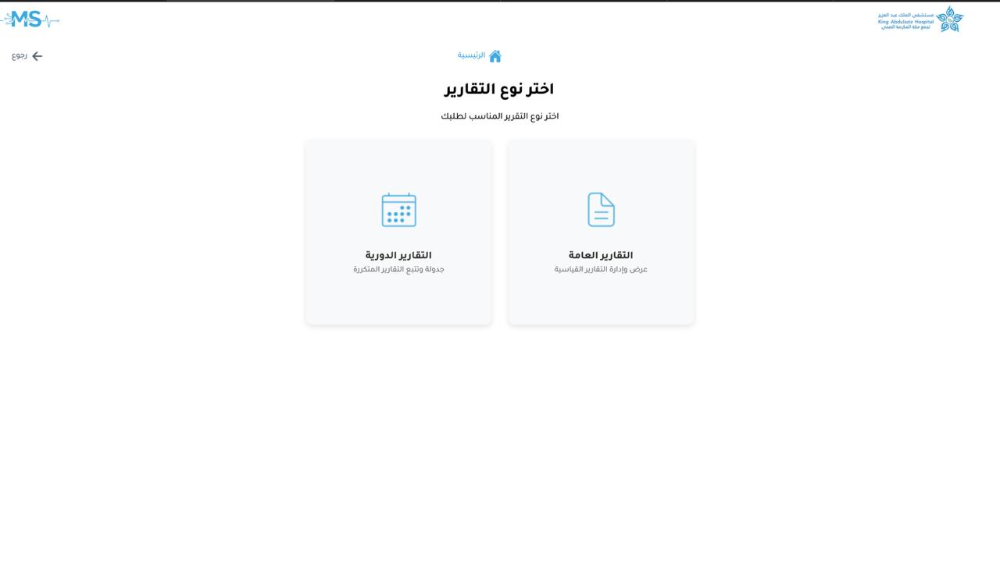 مستشفى الملك عبد العزيز
King Abdulaziz Hospital
تجمع مكة المكرمة الصحي
MS
الرئيسية
رجوع
اختر نوع التقارير
اختر نوع التقرير المناسب لطلبك
التقارير العامة
عرض وإدارة التقارير القياسية
التقارير الدورية
جدولة وتتبع التقارير المتكررة